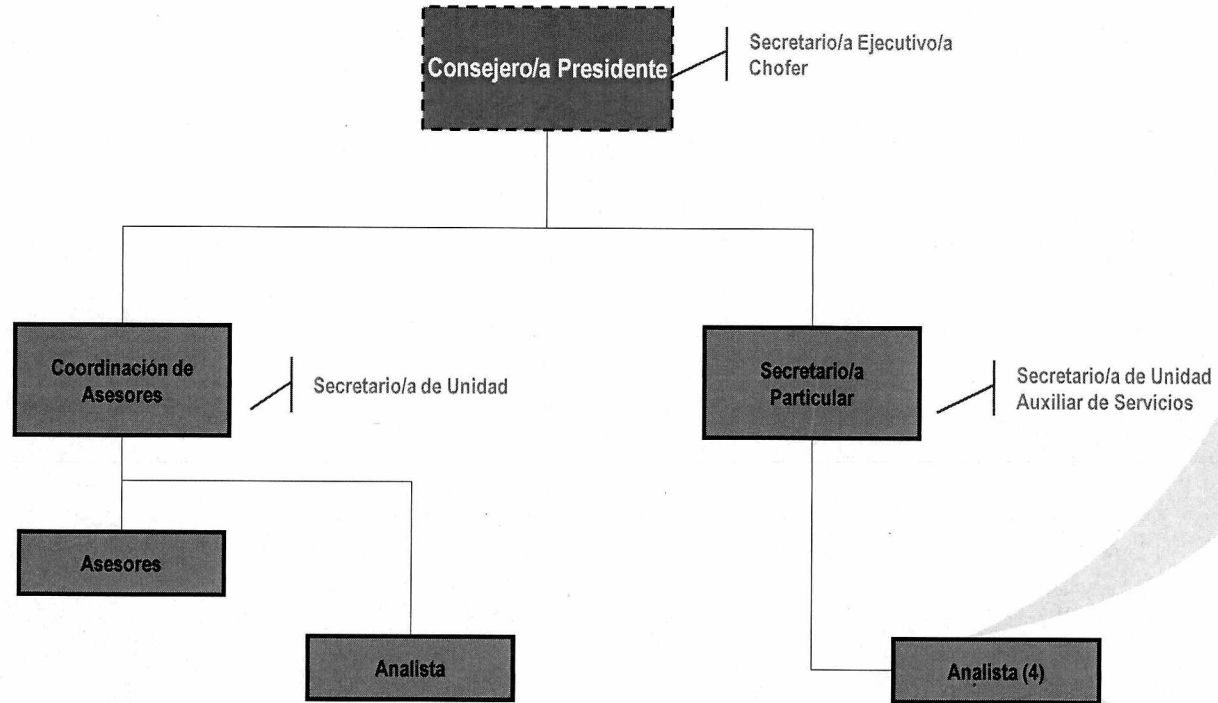 Consejero/a Presidente
Secretario/a Ejecutivo/a
Chofer
Coordinación de
Asesores
Secretario/a de Unidad
Secretario/a
Particular
Secretario/a de Unidad
Auxiliar de Servicios
Asesores
Analista
Analista (4)